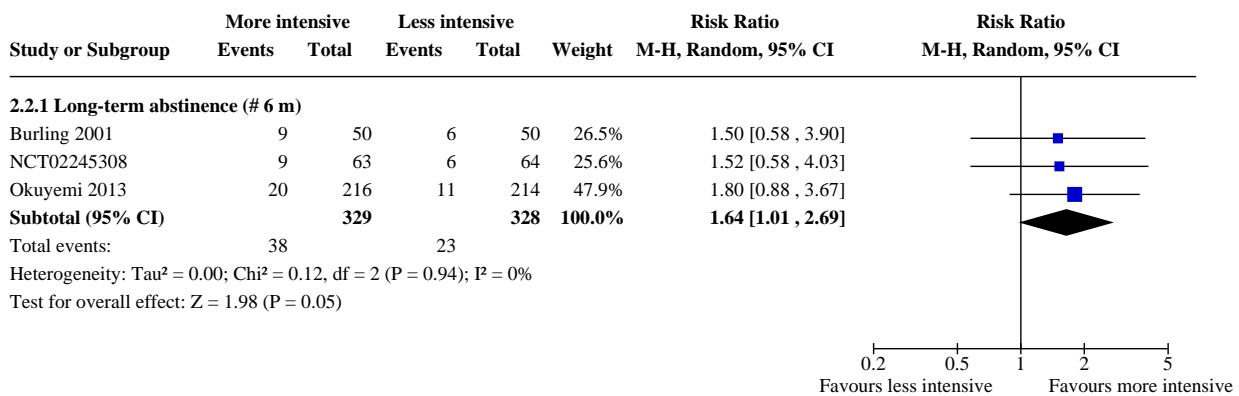 More intensive Less intensive Risk Ratio Risk Ratio
Study or Subgroup Events Total Events Total Weight M-H, Random, 95% CI M-H, Random, 95% CI
2.2.1 Long-term abstinence (# 6 m)
Burling 2001 9 50 6 50 26.5% 1.50 [0.58 , 3.90]
NCT02245308 9 63 6 64 25.6% 1.52 [0.58 , 4.03]
Okuyemi 2013 20 216 11 214 47.9% 1.80 [0.88 , 3.67]
Subtotal (95% CI) 329 328 100.0% 1.64 [1.01 , 2.69]
Total events: 38 23
Heterogeneity: Tau² = 0.00; Chi² = 0.12, df = 2 (P = 0.94); I² = 0%
Test for overall effect: Z = 1.98 (P = 0.05)
0.2 0.5 1 2 5
Favours less intensive Favours more intensive